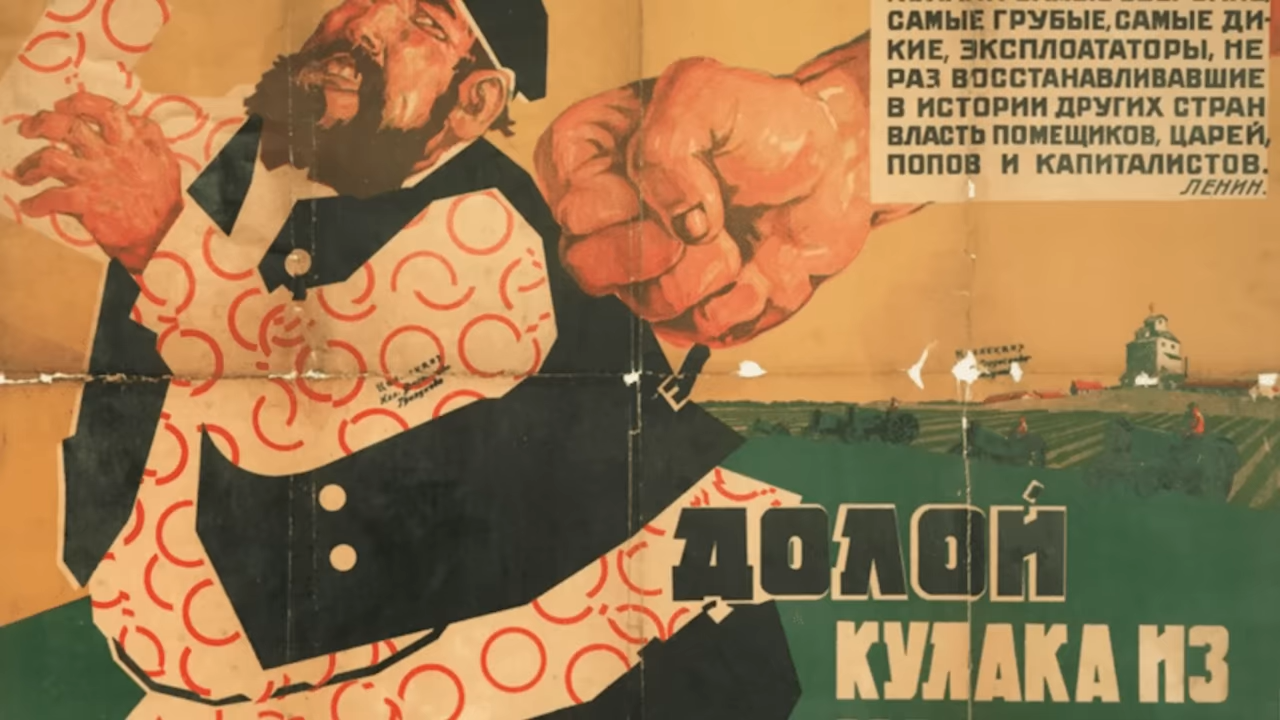 САМЫЕ ГРУБЫЕ, САМЫЕ ДИ-
КИЕ, ЭКСПЛОАТАТОРЫ, НЕ
РАЗ ВОССТАНАВЛИВАВШИЕ
В ИСТОРИИ ДРУГИХ СТРАН
ВЛАСТЬ ПОМЕЩИКОВ, ЦАРЕЙ,
ПОПОВ И КАПИТАЛИСТОВ.
ЛЕНИН.
ДОЛОЙ
КУЛАКА ИЗ